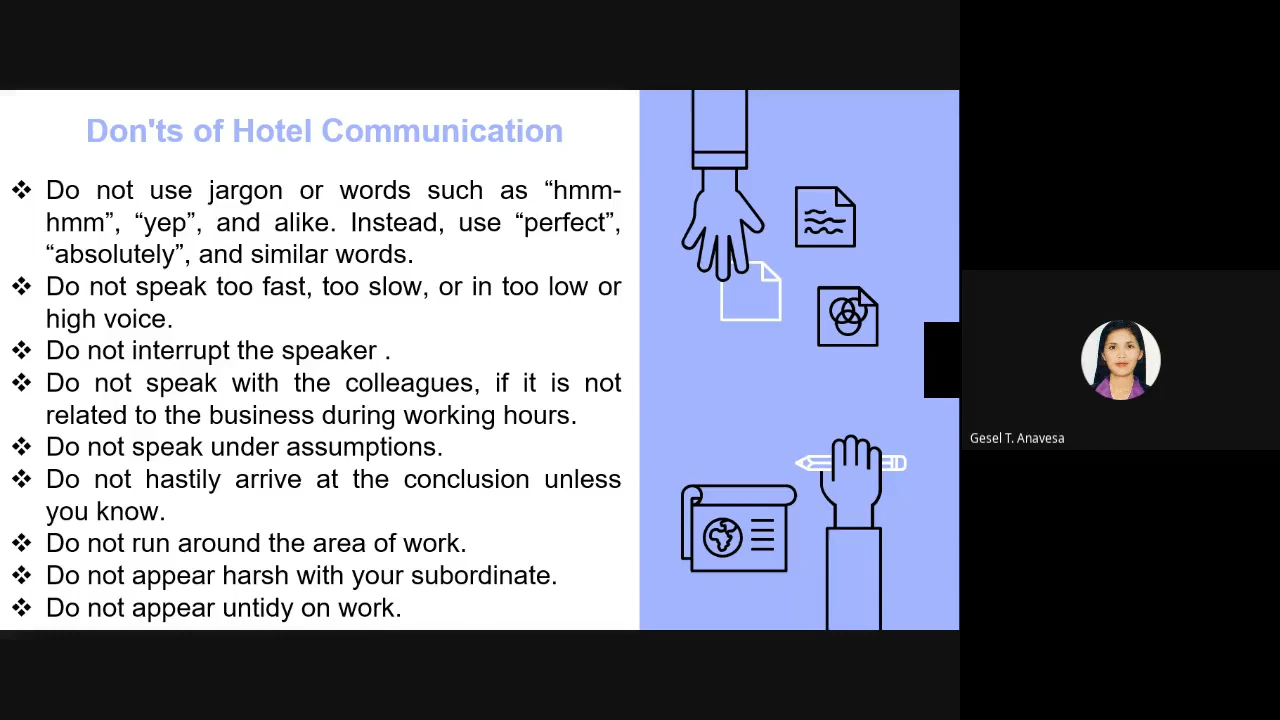 Don'ts of Hotel Communication
❖ Do not use jargon or words such as “hmm-
hmm”, “yep”, and alike. Instead, use “perfect”,
“absolutely”, and similar words.
❖ Do not speak too fast, too slow, or in too low or
high voice.
❖ Do not interrupt the speaker .
❖ Do not speak with the colleagues, if it is not
related to the business during working hours.
❖ Do not speak under assumptions.
❖ Do not hastily arrive at the conclusion unless
you know.
❖ Do not run around the area of work.
❖ Do not appear harsh with your subordinate.
❖ Do not appear untidy on work.
Gesel T. Anavesa